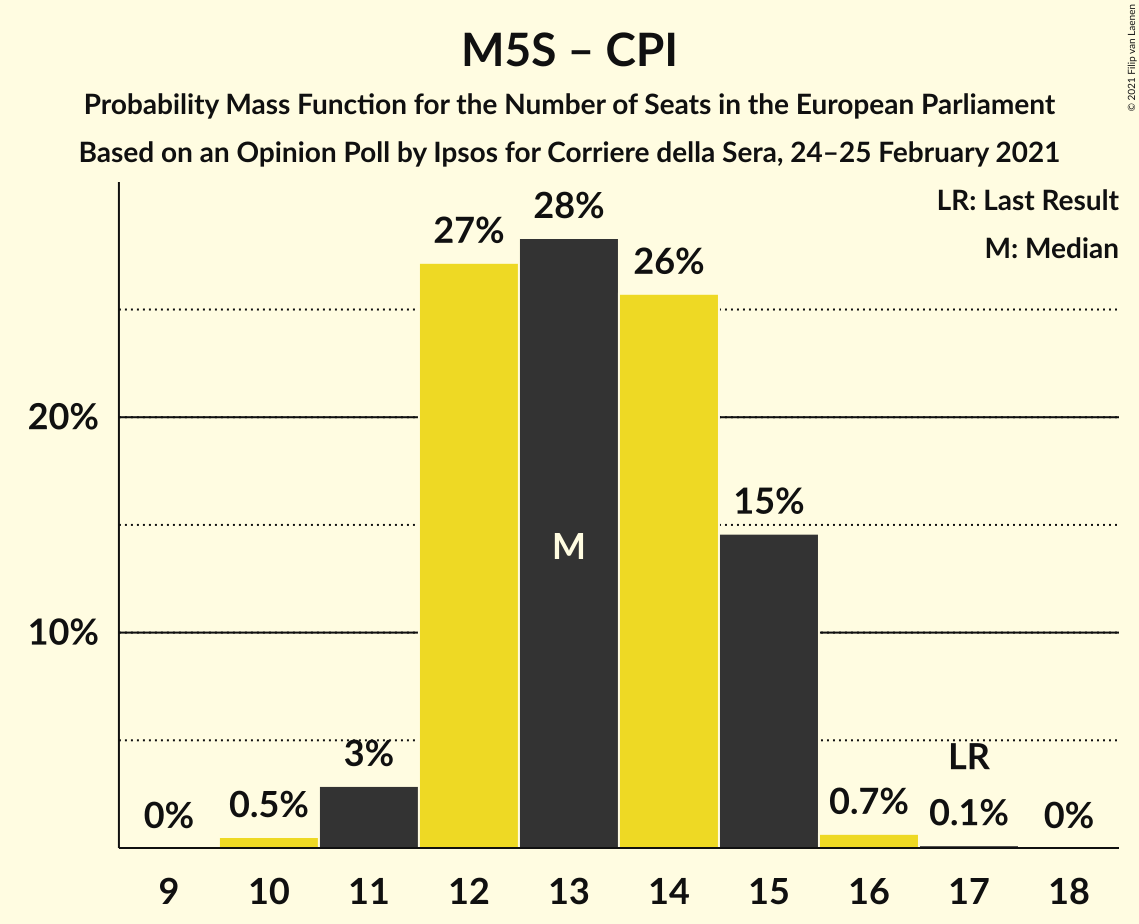 M5S – CPI
Probability Mass Function for the Number of Seats in the European Parliament
Based on an Opinion Poll by Ipsos for Corriere della Sera, 24–25 February 2021
© 2021 Filip van Laenen
LR: Last Result
M: Median
20%
10%
0%
0.5%
3%
27%
28%
26%
15%
0.7%
0.1%
0%
M
LR
9 10 11 12 13 14 15 16 17 18